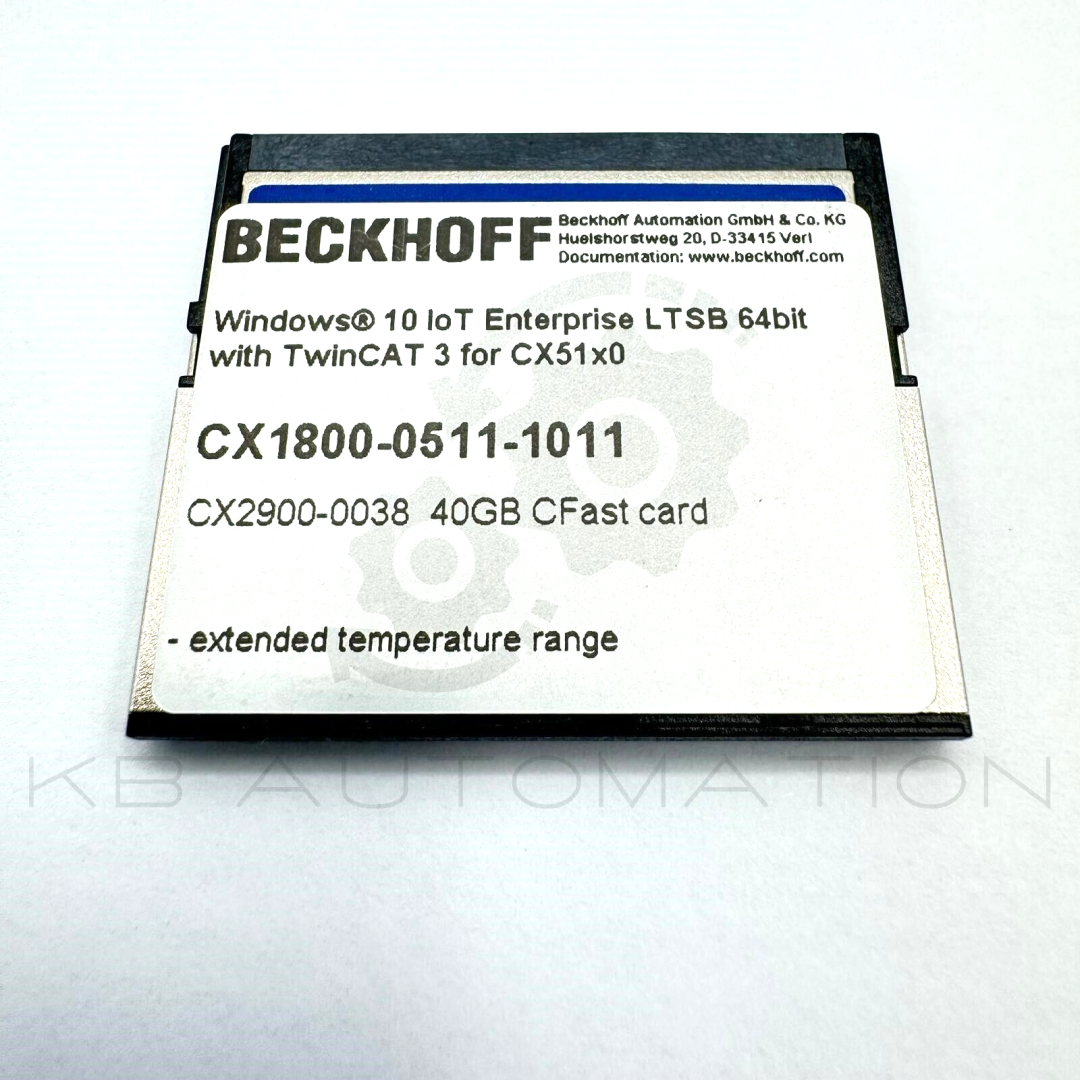 BECKHOFF
Beckhoff Automation GmbH & Co. KG
Huelshorstweg 20, D-33415 Verl
Documentation: www.beckhoff.com
Windows® 10 IoT Enterprise LTSB 64bit
with TwinCAT 3 for CX51x0
CX1800-0511-1011
CX2900-0038 40GB CFast card
- extended temperature range
KB AUTOMATION